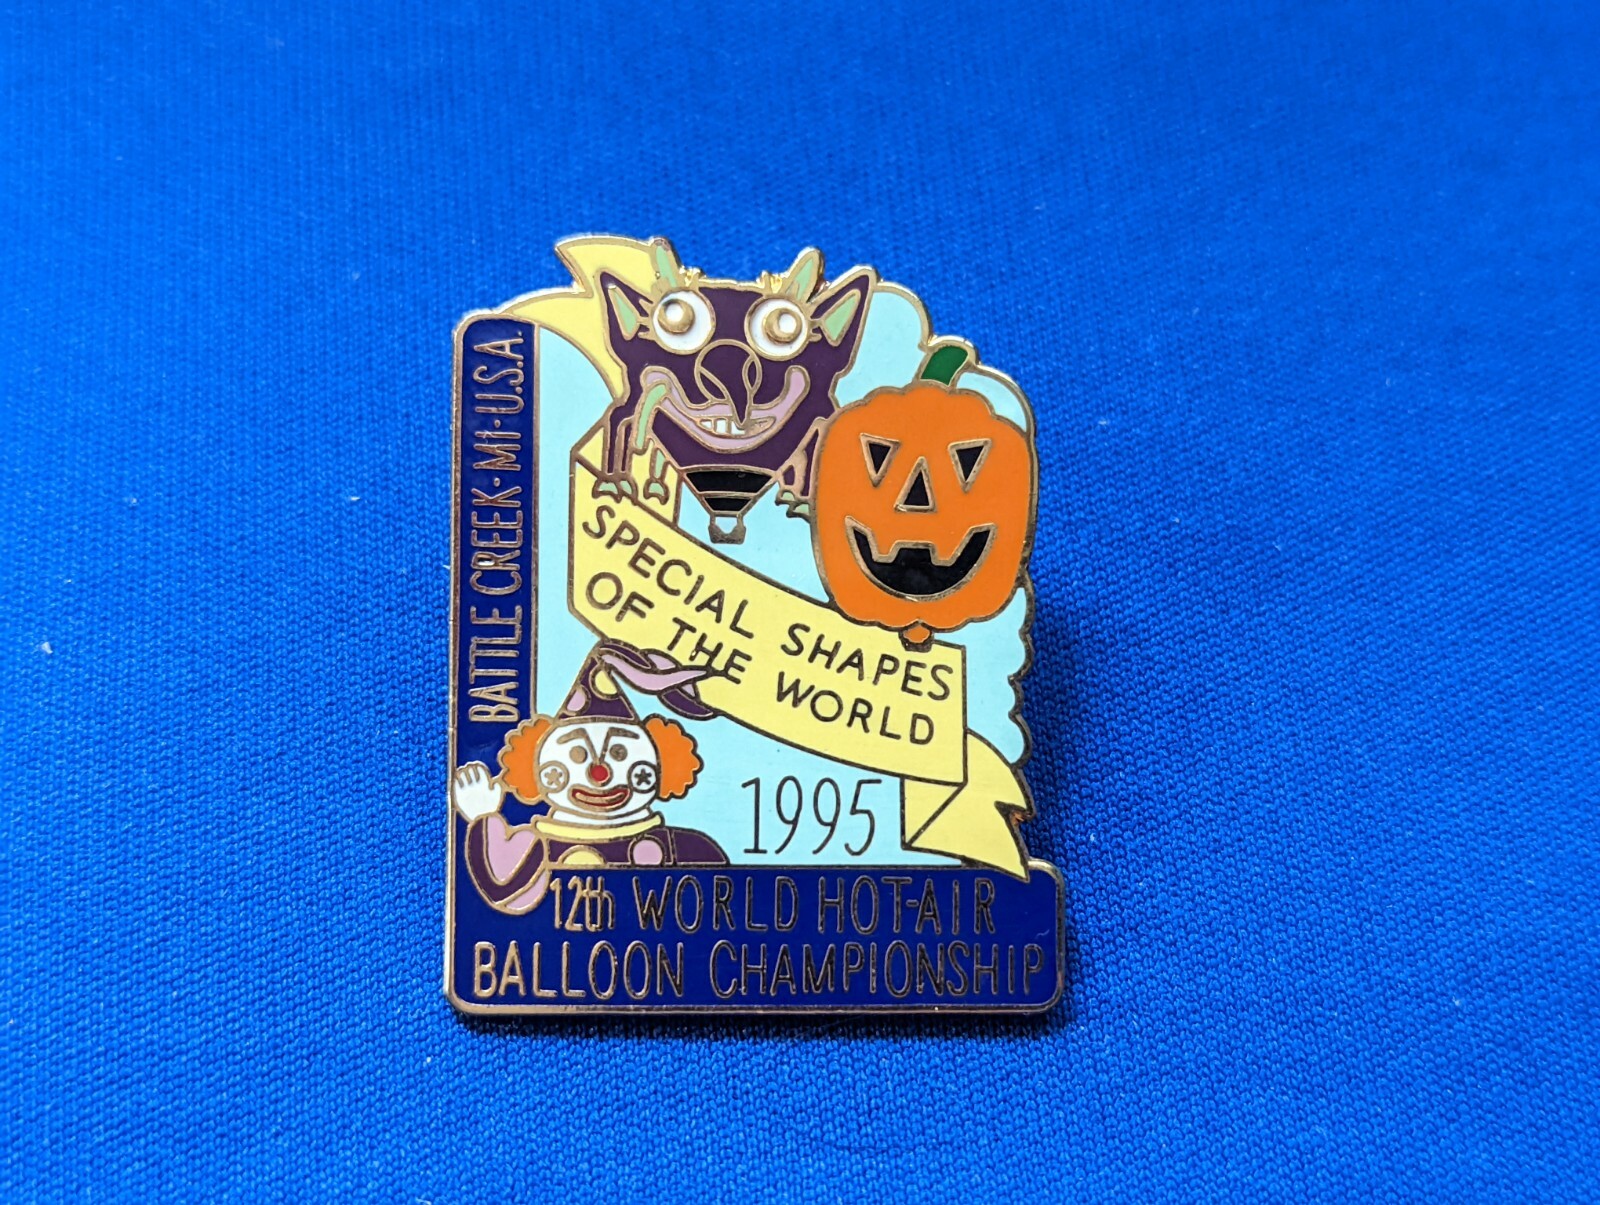 BATTLE CREEK · MI · U.S.A.
SPECIAL SHAPES
OF THE WORLD
1995
12th WORLD HOT-AIR
BALLOON CHAMPIONSHIP